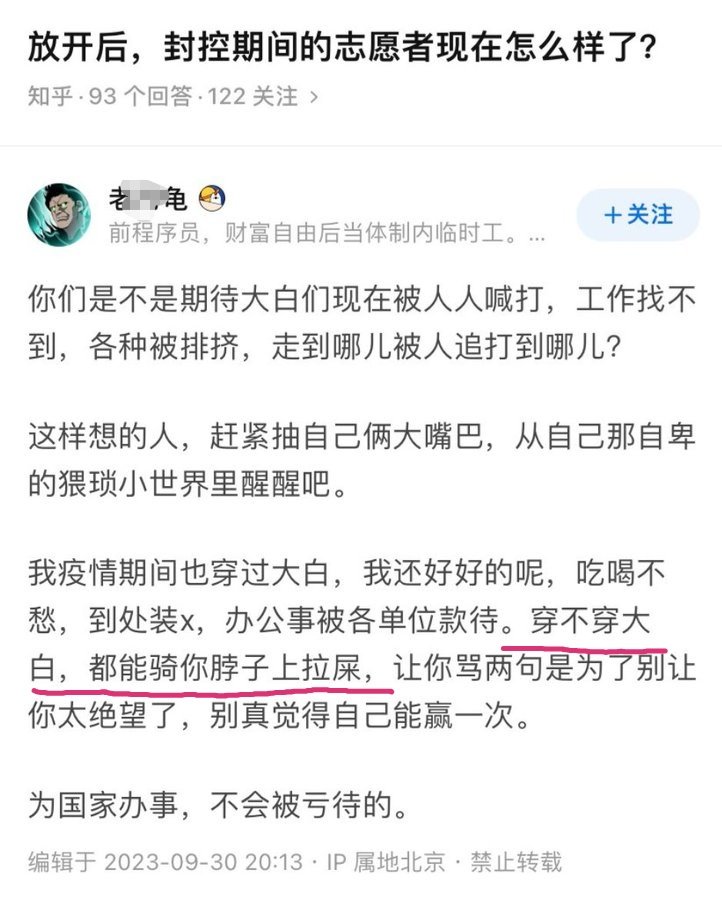 放开后，封控期间的志愿者现在怎么样了？
知乎·93 个回答·122 关注 >
老 龟
前程序员，财富自由后当体制内临时工。...
＋关注
你们是不是期待大白们现在被人人喊打，工作找不
到，各种被排挤，走到哪儿被人追打到哪儿？
这样想的人，赶紧抽自己俩大嘴巴，从自己那自卑
的猥琐小世界里醒醒吧。
我疫情期间也穿过大白，我还好好的呢，吃喝不
愁，到处装x，办公事被各单位款待。穿不穿大
白，都能骑你脖子上拉屎，让你骂两句是为了别让
你太绝望了，别真觉得自己能赢一次。
为国家办事，不会被亏待的。
编辑于 2023-09-30 20:13 · IP 属地北京 · 禁止转载